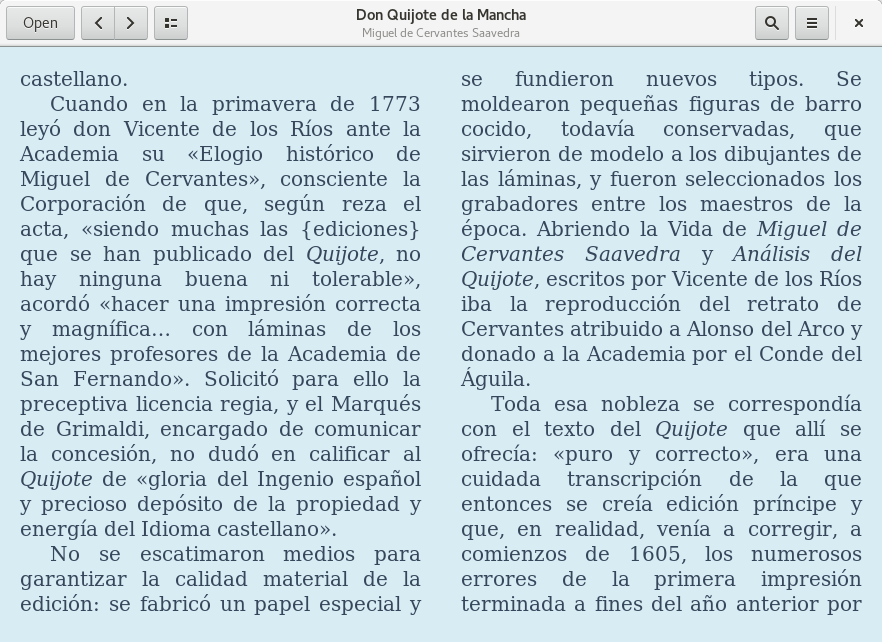 Open
Don Quijote de la Mancha
Miguel de Cervantes Saavedra
castellano.
Cuando en la primavera de 1773
leyó don Vicente de los Ríos ante la
Academia su «Elogio histórico de
Miguel de Cervantes», consciente la
Corporación de que, según reza el
acta, «siendo muchas las {ediciones}
que se han publicado del Quijote, no
hay ninguna buena ni tolerable»,
acordó «hacer una impresión correcta
y magnífica... con láminas de los
mejores profesores de la Academia de
San Fernando». Solicitó para ello la
preceptiva licencia regia, y el Marqués
de Grimaldi, encargado de comunicar
la concesión, no dudó en calificar al
Quijote de «gloria del Ingenio español
y precioso depósito de la propiedad y
energía del Idioma castellano».
No se escatimaron medios para
garantizar la calidad material de la
edición: se fabricó un papel especial y
se fundieron nuevos tipos. Se
moldearon pequeñas figuras de barro
cocido, todavía conservadas, que
sirvieron de modelo a los dibujantes de
las láminas, y fueron seleccionados los
grabadores entre los maestros de la
época. Abriendo la Vida de Miguel de
Cervantes Saavedra y Análisis del
Quijote, escritos por Vicente de los Ríos
iba la reproducción del retrato de
Cervantes atribuido a Alonso del Arco y
donado a la Academia por el Conde del
Águila.
Toda esa nobleza se correspondía
con el texto del Quijote que allí se
ofrecía: «puro y correcto», era una
cuidada transcripción de la que
entonces se creía edición príncipe y
que, en realidad, venía a corregir, a
comienzos de 1605, los numerosos
errores de la primera impresión
terminada a fines del año anterior por